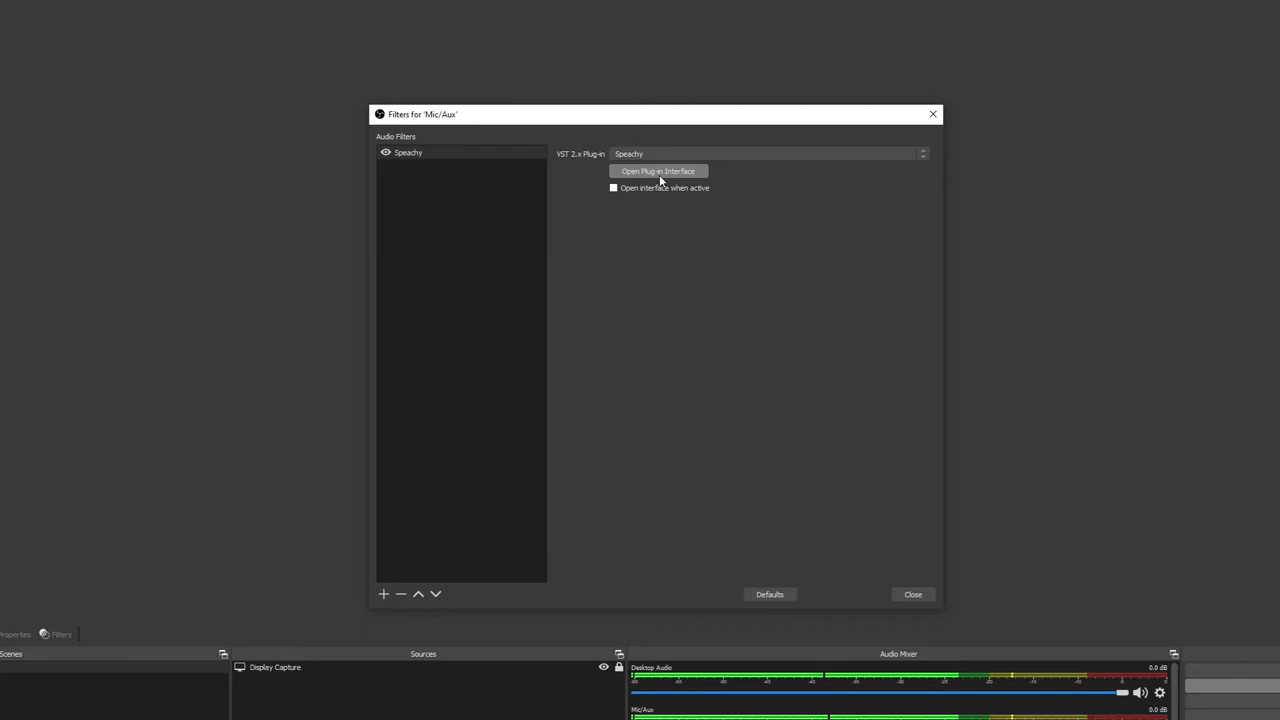 Filters for 'Mic/Aux'
Audio Filters
Speachy
VST 2.x Plug-in
Speachy
Open Plug-in Interface
Open interface when active
Defaults
Close
Properties
Filters
Scenes
Sources
Audio Mixer
Display Capture
Desktop Audio
0.0 dB
Mic/Aux
0.0 dB